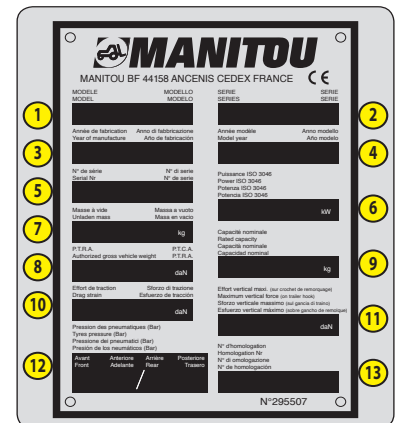 MANITOU
MANITOU BF 44158 ANCENIS CEDEX FRANCE CE
MODELE MODELLO
MODEL MODELO
SERIE SERIE
SERIES SERIE
1
2
Année de fabrication Anno di fabbricazione
Year of manufacture Año de fabricación
Année modèle Anno modello
Model year Año modelo
3
4
N° de série N° di serie
Serial Nr N° de serie
5
Puissance ISO 3046
Power ISO 3046
Potenza ISO 3046
Potencia ISO 3046
kW
6
Masse à vide Massa a vuoto
Unladen mass Masa en vacio
kg
7
Capacité nominale
Rated capacity
Capacité nominale
Capacidad nominal
kg
9
P.T.R.A. P.T.C.A.
Authorized gross vehicle weight P.T.R.A.
daN
8
Effort de traction Sforzo di trazione
Drag strain Esfuerzo de tracción
daN
10
Effort vertical maxi. (sur crochet de remorquage)
Maximum vertical force (on trailer hook)
Sforzo verticale massimo (sul gancio di traino)
Esfuerzo vertical máximo (sobre gancho de remolque)
daN
11
Pression des pneumatiques (Bar)
Tyres pressure (Bar)
Pressione dei pneumatici (Bar)
Presión de los neumáticos (Bar)
Avant Anteriore Arrière Posteriore
Front Adelante Rear Trasero
/
12
N° d'homologation
Homologation Nr
N° di omologazione
N° de homologación
13
N°295507